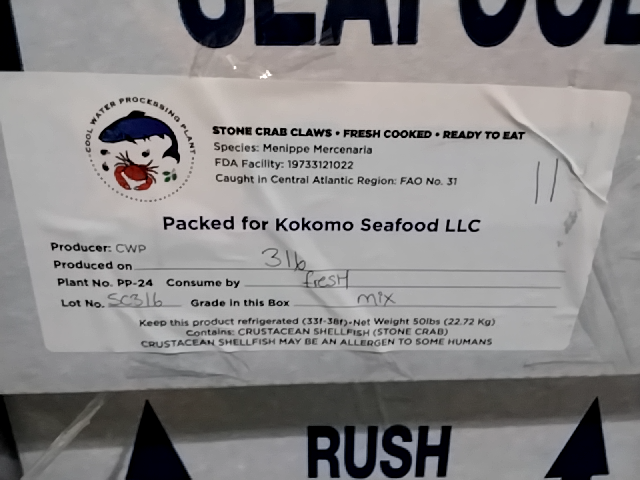 SEAFOOD
COOL WATER PROCESSING PLANT
STONE CRAB CLAWS • FRESH COOKED • READY TO EAT
Species: Menippe Mercenaria
FDA Facility: 19733121022
Caught in Central Atlantic Region: FAO No. 31
11
Packed for Kokomo Seafood LLC
Producer: CWP
Produced on 316
Plant No. PP-24 Consume by fresh
Lot No. SC316 Grade in this Box mix
Keep this product refrigerated (33f-38f)•Net Weight 50lbs (22.72 Kg)
Contains: CRUSTACEAN SHELLFISH (STONE CRAB)
CRUSTACEAN SHELLFISH MAY BE AN ALLERGEN TO SOME HUMANS
RUSH